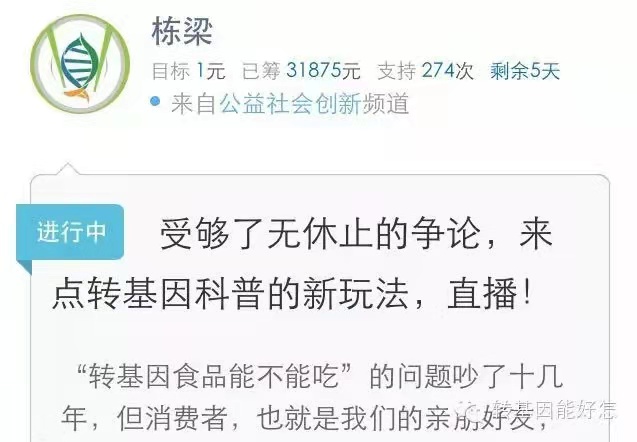 栋梁
目标 1元 已筹 31875元 支持 274次 剩余5天
来自公益社会创新频道
进行中
受够了无休止的争论，来
点转基因科普的新玩法，直播！
“转基因食品能不能吃”的问题吵了十几
年，但消费者，也就是我们的亲朋好友，
转基因能好怎